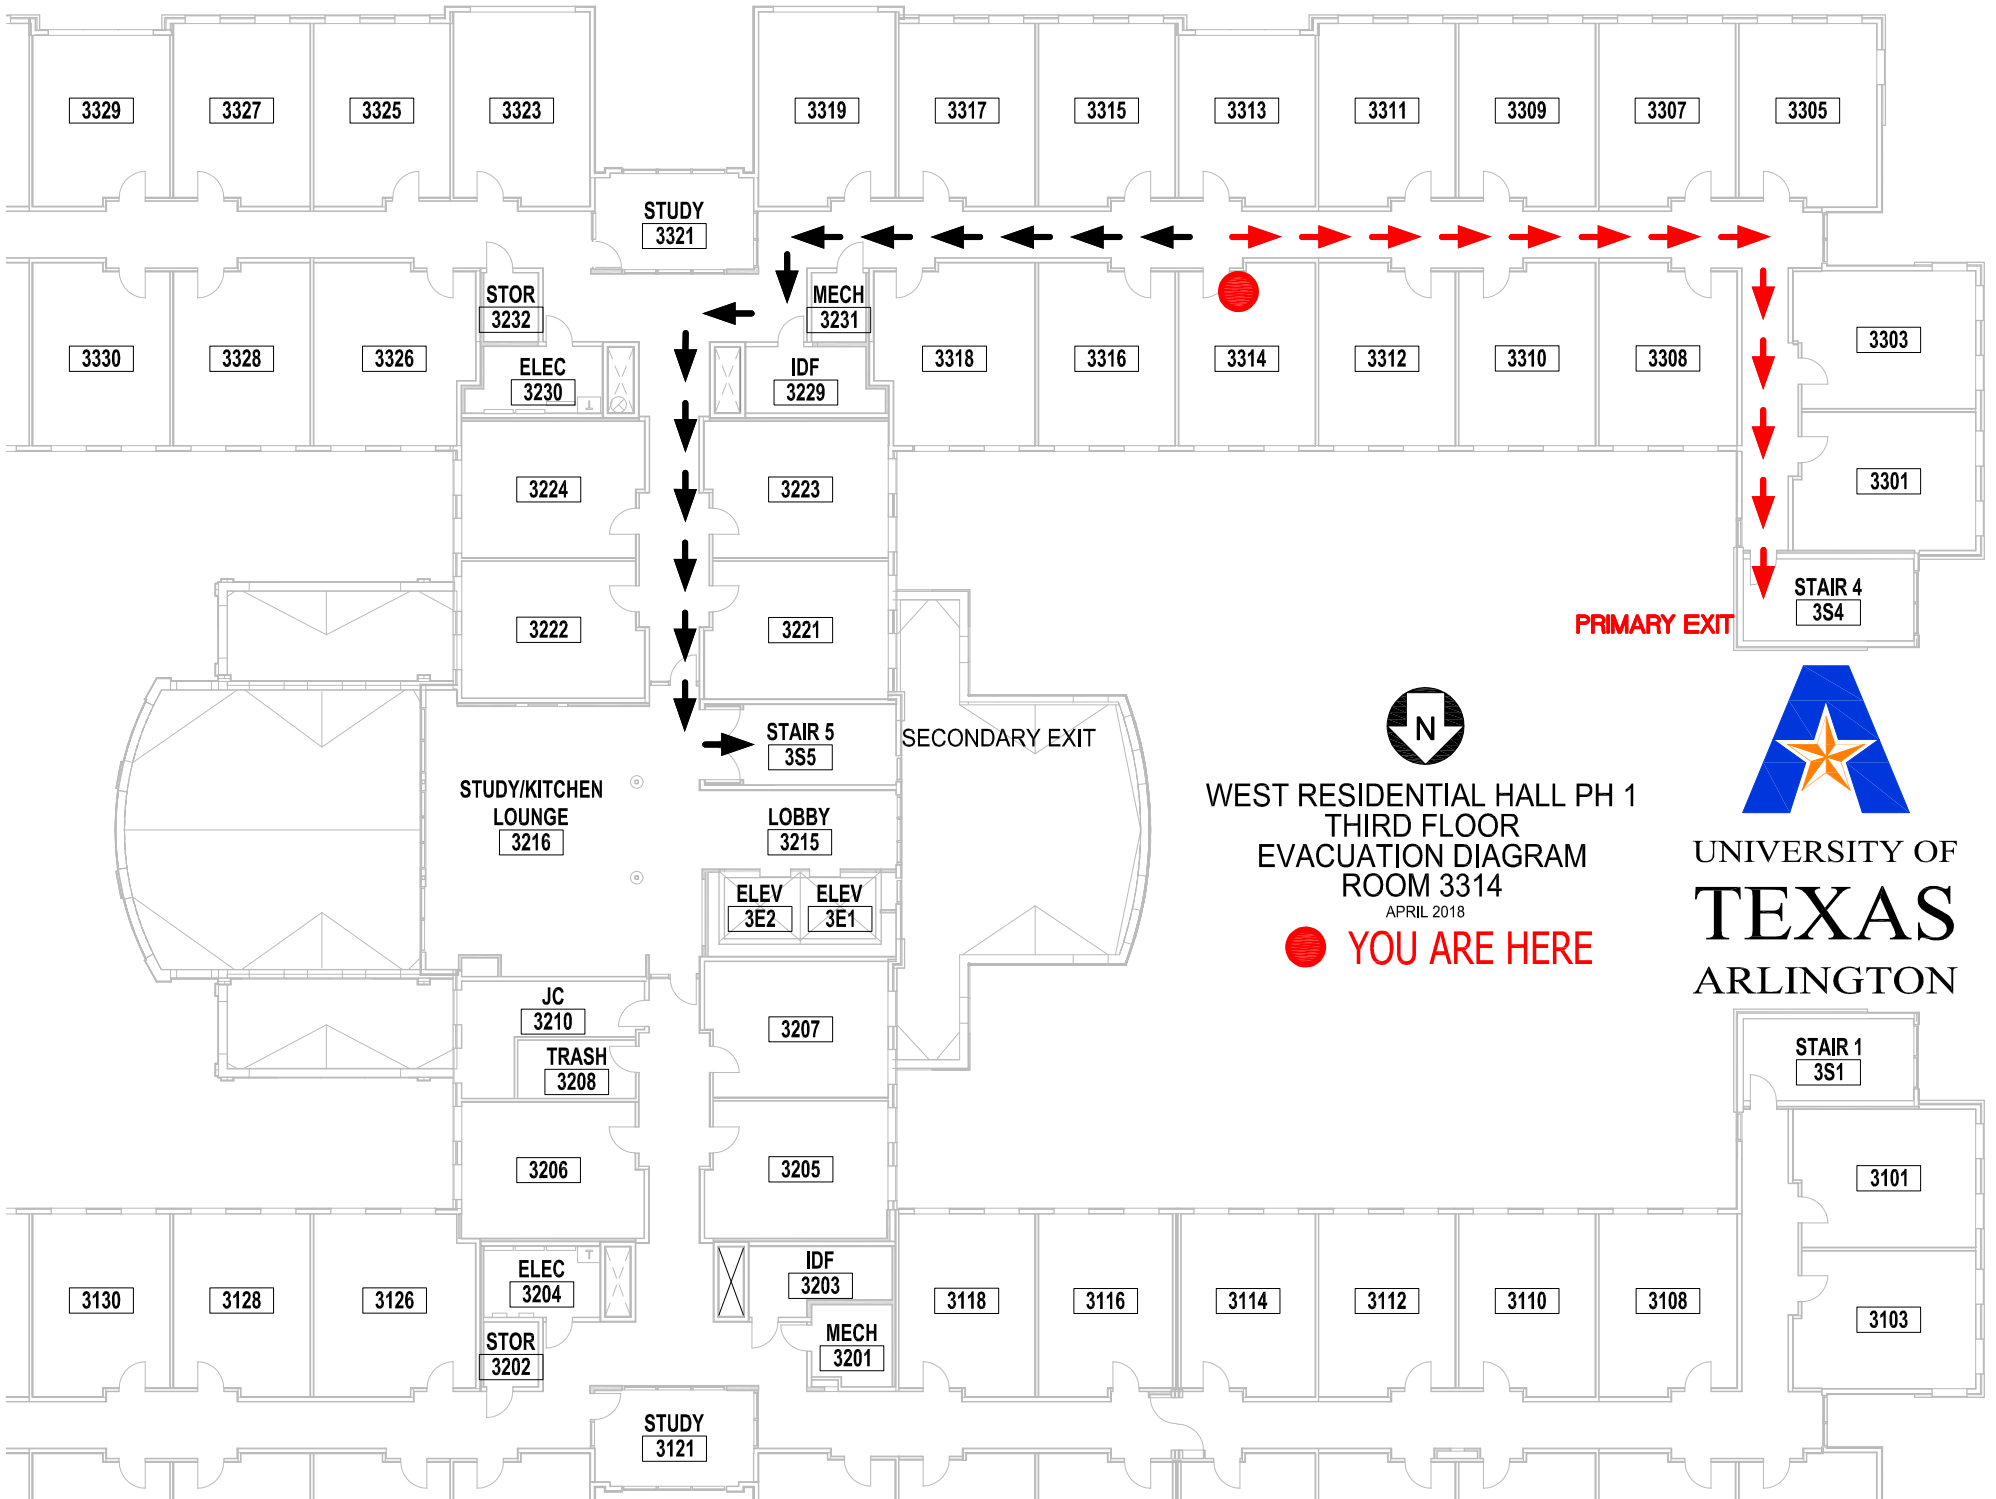 3329
3327
3325
3323
3319
3317
3315
3313
3311
3309
3307
3305
STUDY
3321
STOR
3232
MECH
3231
3330
3328
3326
ELEC
3230
IDF
3229
3318
3316
3314
3312
3310
3308
3303
3224
3223
3301
3222
3221
STAIR 4
3S4
PRIMARY EXIT
STAIR 5
3S5
SECONDARY EXIT
N
STUDY/KITCHEN
LOUNGE
3216
LOBBY
3215
WEST RESIDENTIAL HALL PH 1
THIRD FLOOR
EVACUATION DIAGRAM
ROOM 3314
APRIL 2018
YOU ARE HERE
UNIVERSITY OF
TEXAS
ARLINGTON
ELEV
3E2
ELEV
3E1
JC
3210
3207
TRASH
3208
STAIR 1
3S1
3206
3205
3101
ELEC
3204
IDF
3203
3130
3128
3126
3118
3116
3114
3112
3110
3108
3103
STOR
3202
MECH
3201
STUDY
3121